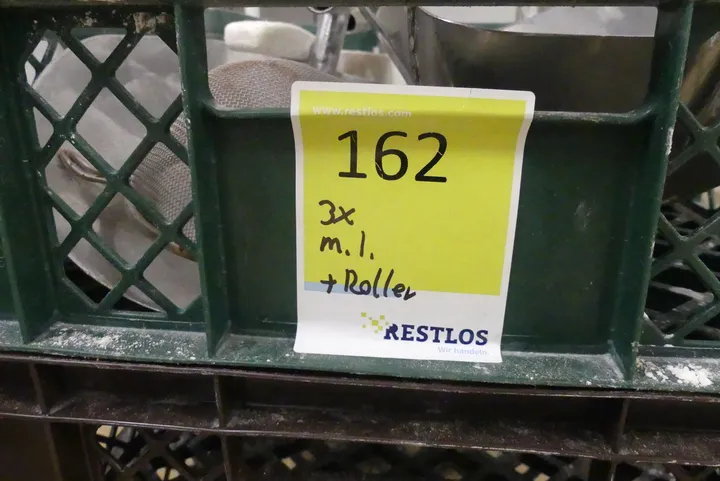 www.restlos.com
162
3x
m.I.
+ Roller
RESTLOS
Wir handeln